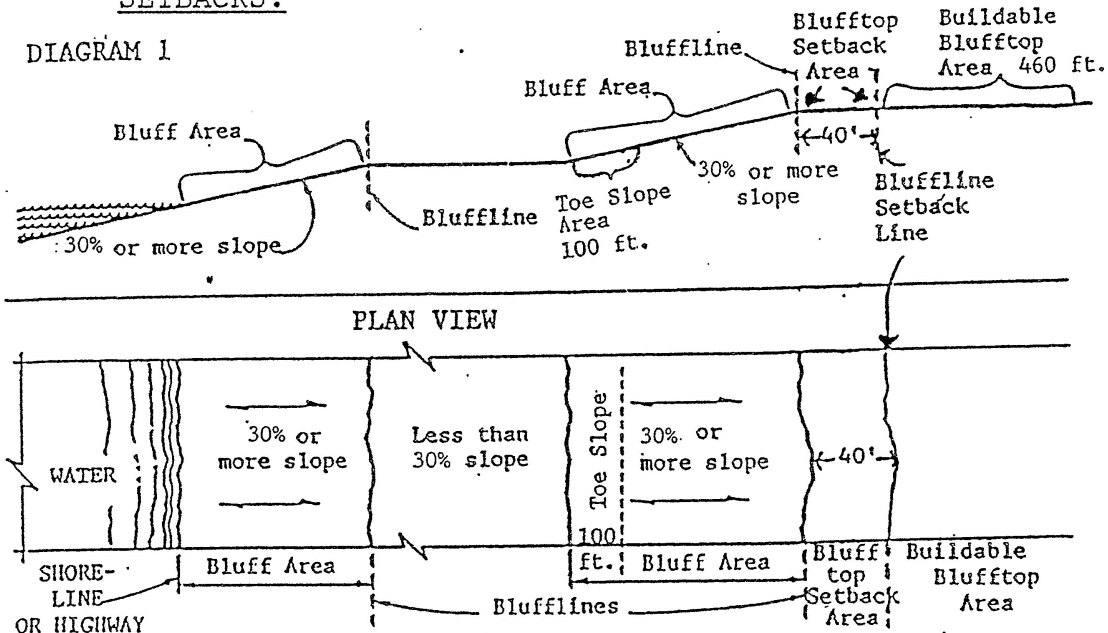 SETBACKS:
DIAGRAM 1
Bluff Area
30% or more slope
Bluffline
Bluff Area
Toe Slope
Area
100 ft.
30% or more
slope
Bluffline
Blufftop
Setback
Area
40'
Buildable
Blufftop
Area 460 ft.
Bluffline
Setback
Line
PLAN VIEW
WATER
30% or
more slope
Less than
30% slope
Toe Slope
100
ft.
30% or
more slope
40'
SHORE-
LINE
OR HIGHWAY
Bluff Area
Blufflines
Bluff Area
Bluff
top
Setback
Area
Buildable
Blufftop
Area